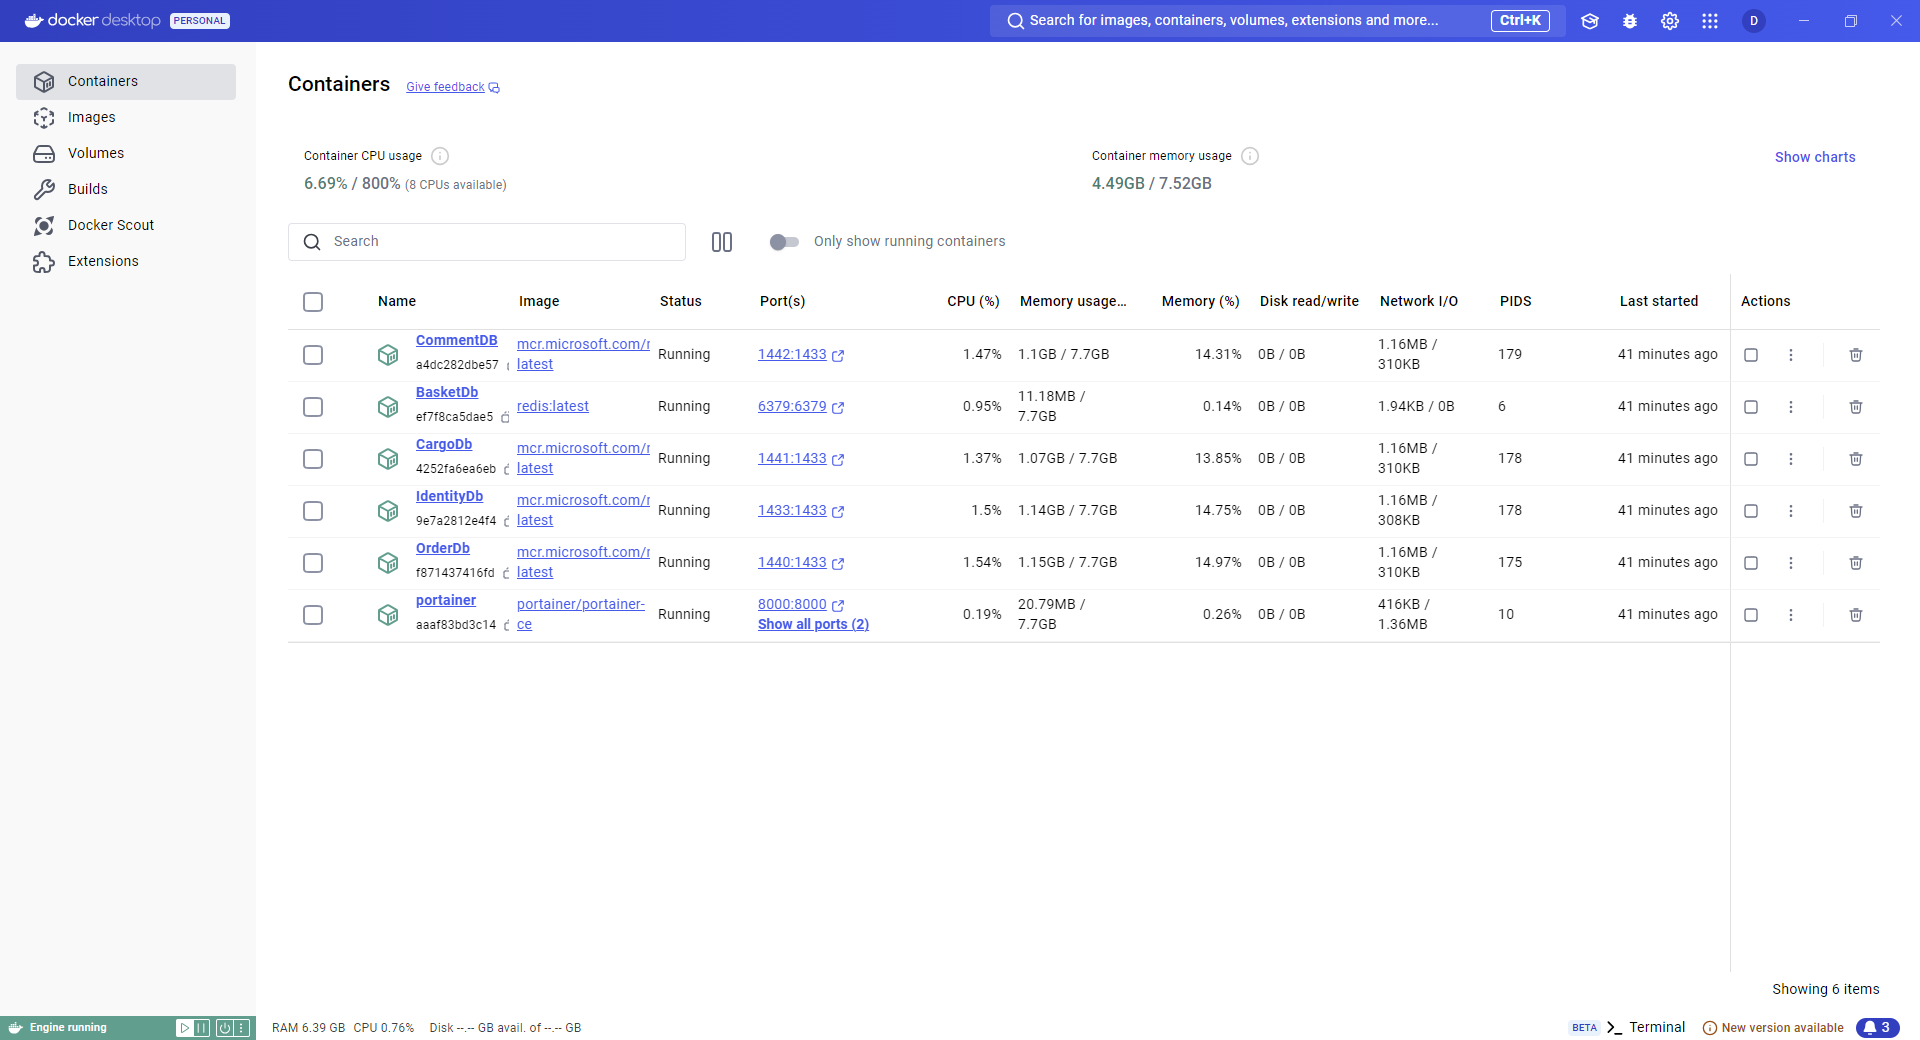 docker desktop PERSONAL
Search for images, containers, volumes, extensions and more... Ctrl+K
D
Containers
Images
Volumes
Builds
Docker Scout
Extensions
Containers Give feedback
Container CPU usage
6.69% / 800% (8 CPUs available)
Container memory usage
4.49GB / 7.52GB
Show charts
Search
Only show running containers
Name Image Status Port(s) CPU (%) Memory usage... Memory (%) Disk read/write Network I/O PIDS Last started Actions
CommentDB
a4dc282dbe57
mcr.microsoft.com/
latest
Running 1442:1433 1.47% 1.1GB / 7.7GB 14.31% 0B / 0B
1.16MB /
310KB
179 41 minutes ago
BasketDb
ef7f8ca5dae5
redis:latest Running 6379:6379 0.95%
11.18MB /
7.7GB
0.14% 0B / 0B 1.94KB / 0B 6 41 minutes ago
CargoDb
4252fa6ea6eb
mcr.microsoft.com/
latest
Running 1441:1433 1.37% 1.07GB / 7.7GB 13.85% 0B / 0B
1.16MB /
310KB
178 41 minutes ago
IdentityDb
9e7a2812e4f4
mcr.microsoft.com/
latest
Running 1433:1433 1.5% 1.14GB / 7.7GB 14.75% 0B / 0B
1.16MB /
308KB
178 41 minutes ago
OrderDb
f871437416fd
mcr.microsoft.com/
latest
Running 1440:1433 1.54% 1.15GB / 7.7GB 14.97% 0B / 0B
1.16MB /
310KB
175 41 minutes ago
portainer
aaaf83bd3c14
portainer/portainer-
ce
Running
8000:8000
Show all ports (2)
0.19%
20.79MB /
7.7GB
0.26% 0B / 0B
416KB /
1.36MB
10 41 minutes ago
Showing 6 items
Engine running
RAM 6.39 GB CPU 0.76% Disk --.-- GB avail. of --.-- GB
BETA Terminal New version available 3